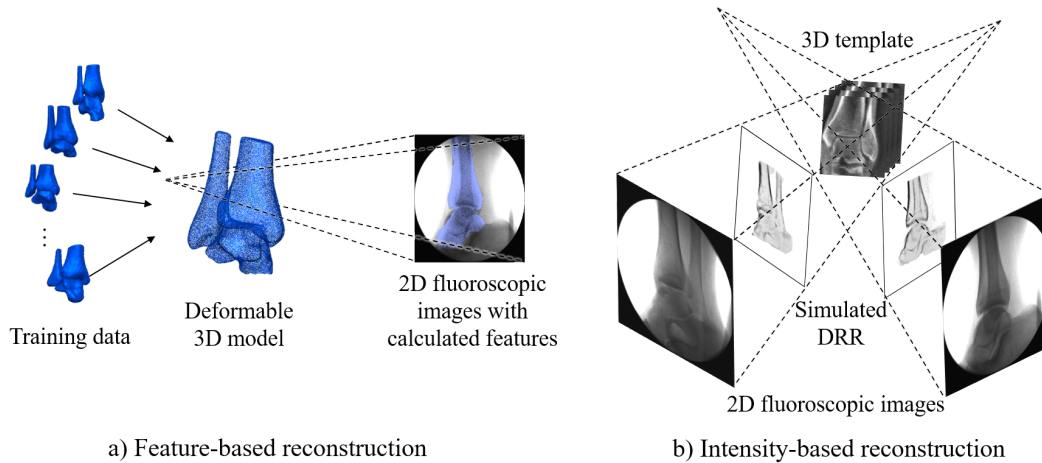 Training data
Deformable
3D model
2D fluoroscopic
images with
calculated features
a) Feature-based reconstruction
3D template
Simulated
DRR
2D fluoroscopic images
b) Intensity-based reconstruction